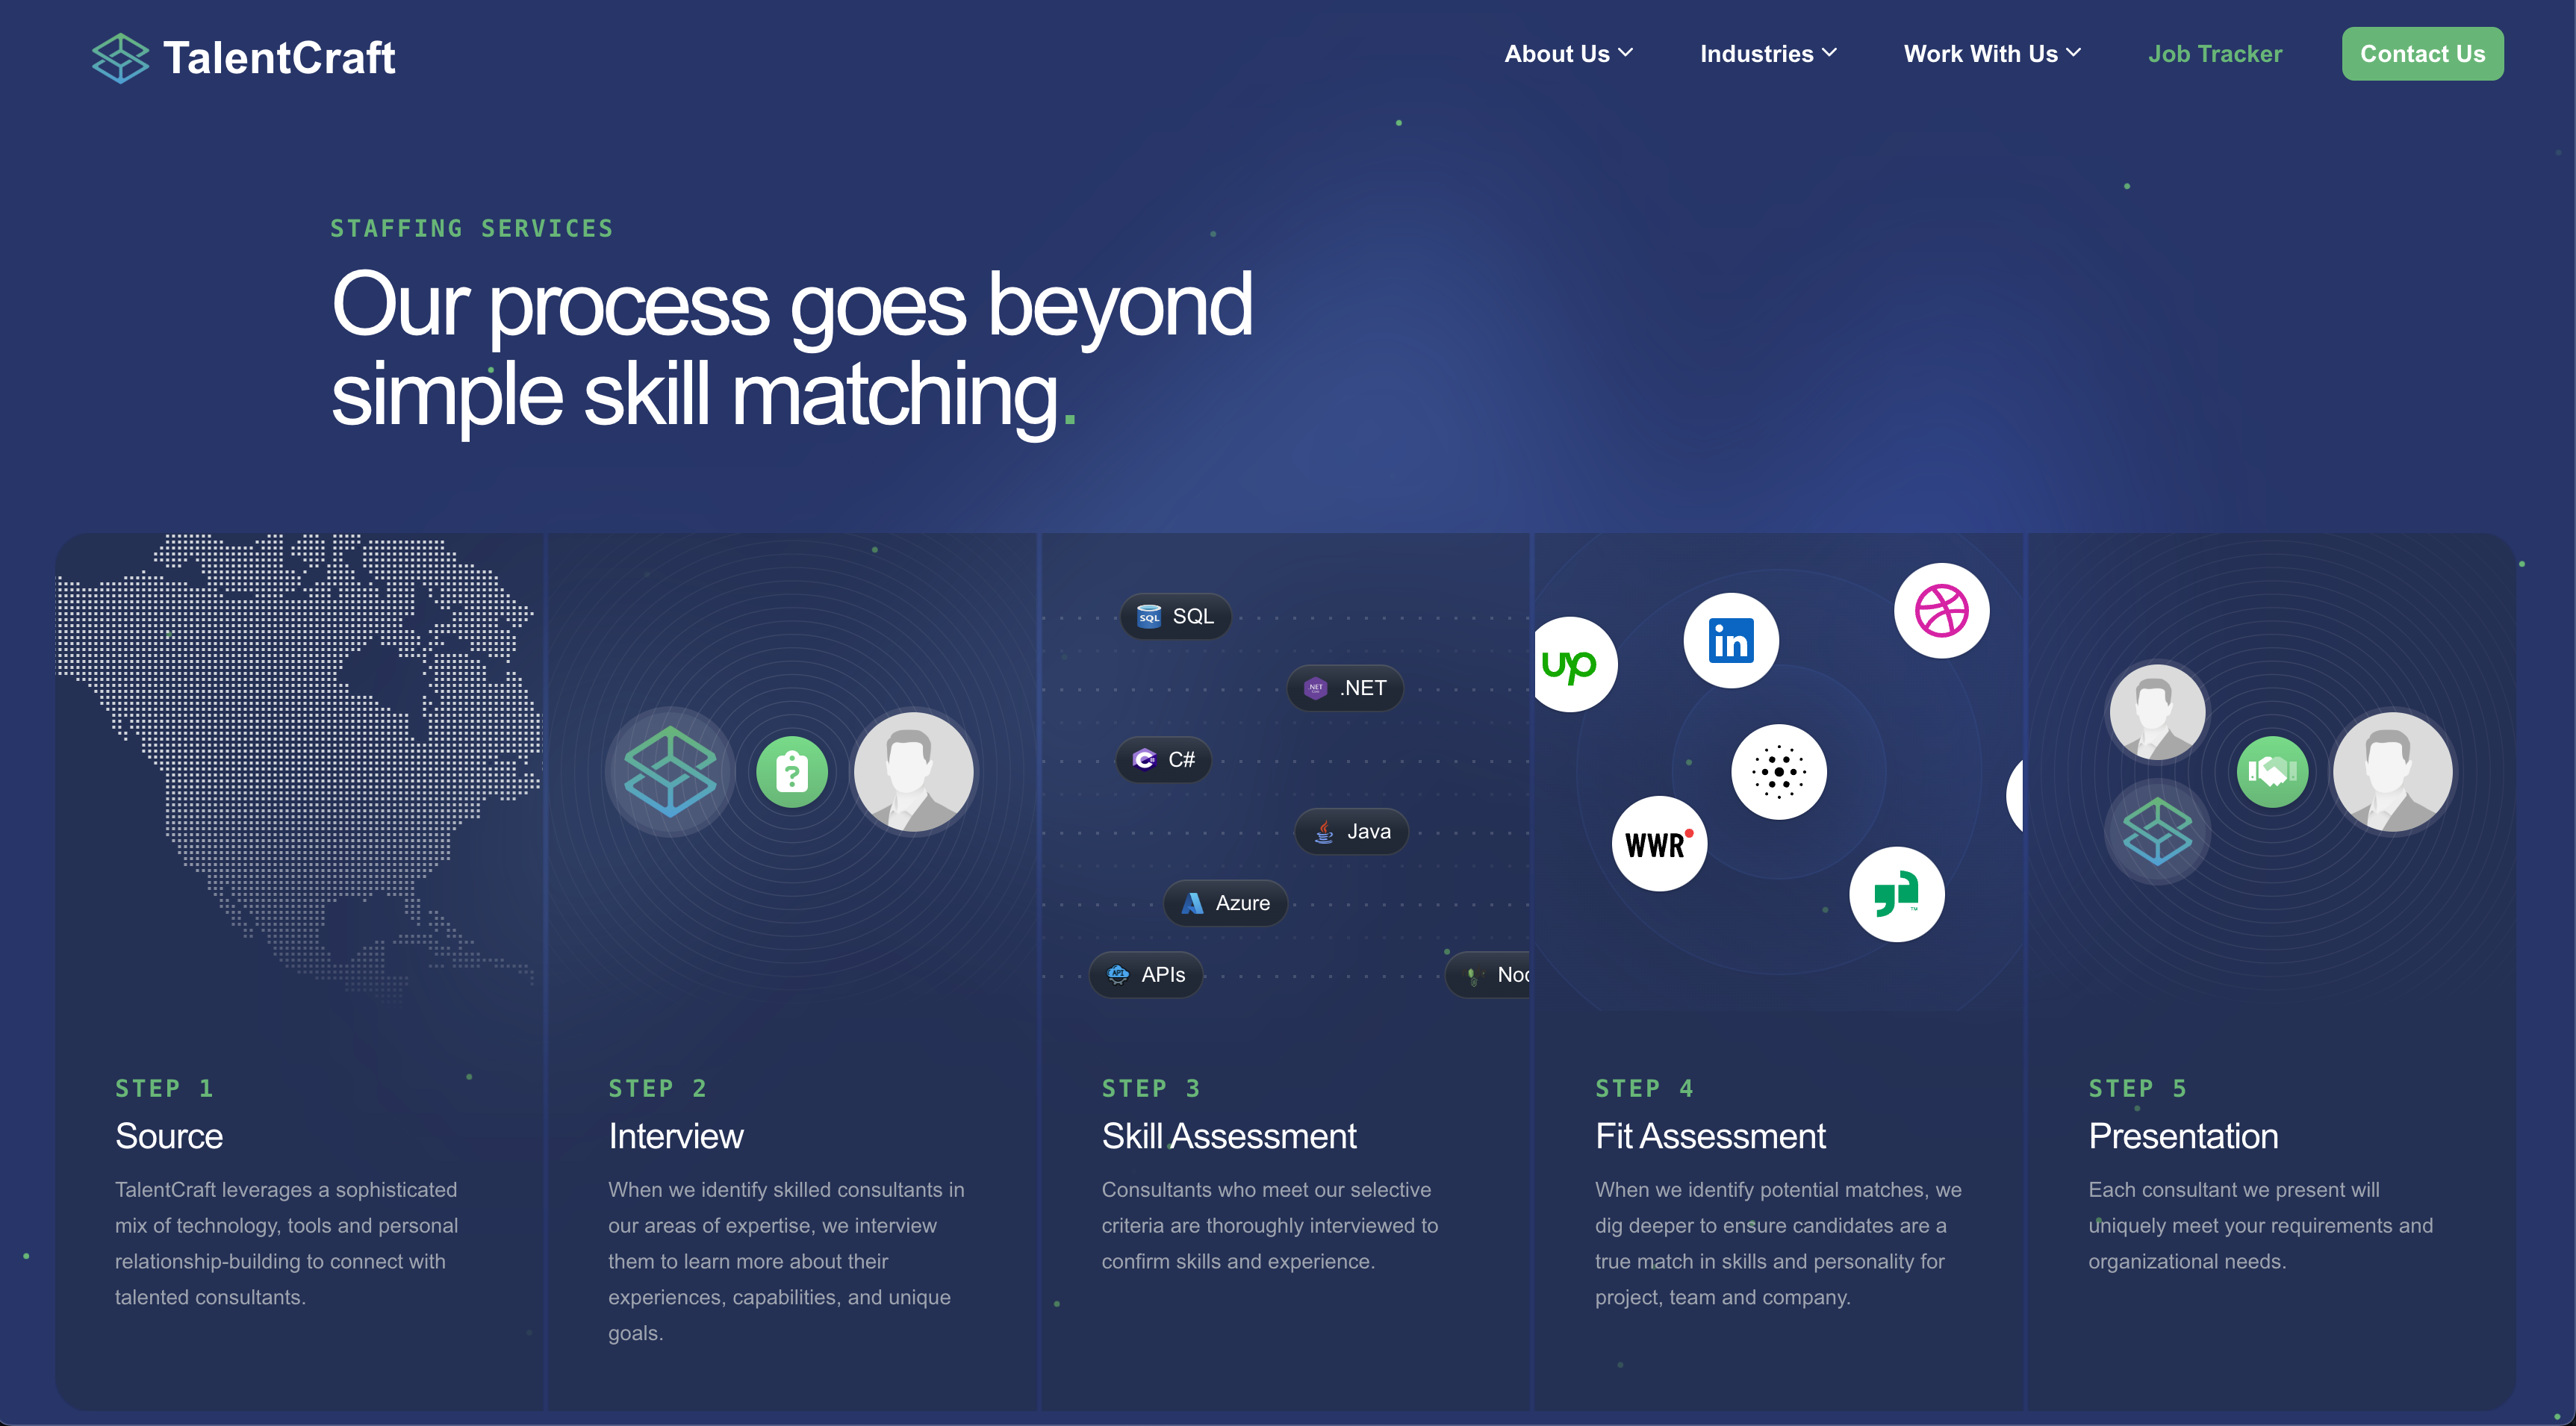 TalentCraft
About Us
Industries
Work With Us
Job Tracker
Contact Us
STAFFING SERVICES
Our process goes beyond
simple skill matching.
SQL
SQL
.NET
.NET
C#
Java
Azure
API
APIs
up
in
WWR
TM
STEP 1
Source
TalentCraft leverages a sophisticated
mix of technology, tools and personal
relationship-building to connect with
talented consultants.
STEP 2
Interview
When we identify skilled consultants in
our areas of expertise, we interview
them to learn more about their
experiences, capabilities, and unique
goals.
STEP 3
Skill Assessment
Consultants who meet our selective
criteria are thoroughly interviewed to
confirm skills and experience.
STEP 4
Fit Assessment
When we identify potential matches, we
dig deeper to ensure candidates are a
true match in skills and personality for
project, team and company.
STEP 5
Presentation
Each consultant we present will
uniquely meet your requirements and
organizational needs.